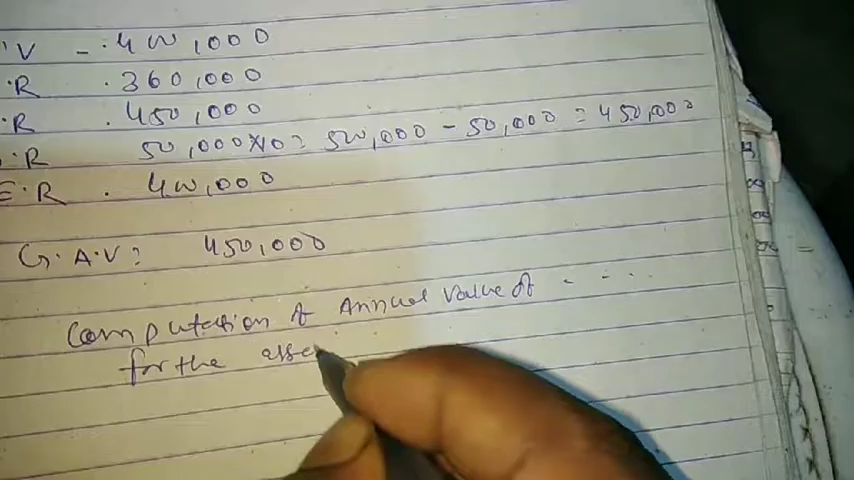 V - . 400,000
.R . 360,000
.R . 450,000
.R 50,000×10 = 500,000 - 50,000 = 450,000
E.R . 400,000
G.A.V = 450,000
Computation of Annual Value of - - . . .
for the asse